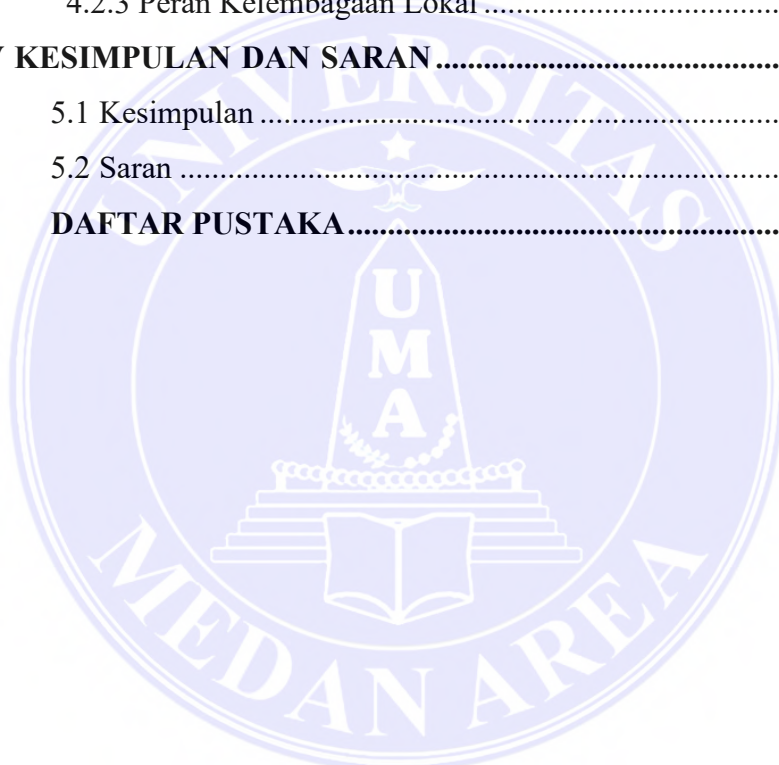 4.2.3 Peran Kelembagaan Lokal ........................................
V KESIMPULAN DAN SARAN ...............................................
5.1 Kesimpulan .................................................................
5.2 Saran ...........................................................................
DAFTAR PUSTAKA .......................................................
UNIVERSITAS
UMA
MEDAN AREA